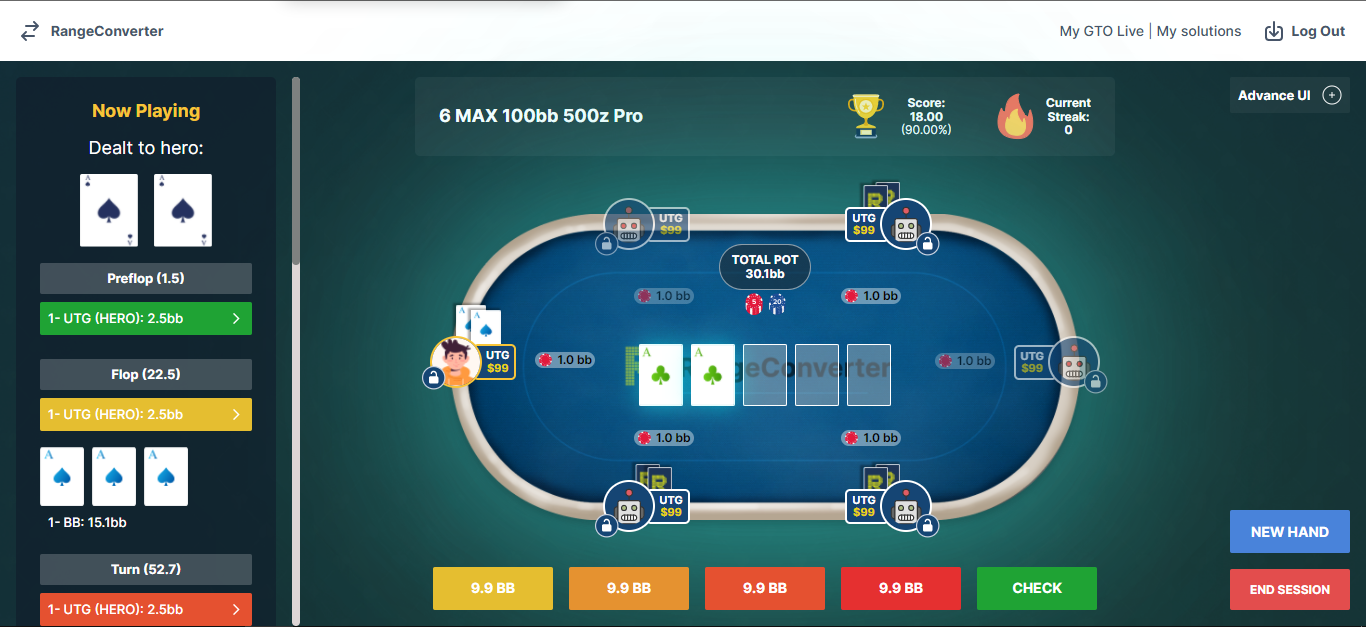 RangeConverter
My GTO Live | My solutions
Log Out
Now Playing
Dealt to hero:
A
A
A
A
Preflop (1.5)
1- UTG (HERO): 2.5bb
Flop (22.5)
1- UTG (HERO): 2.5bb
A
A
A
1- BB: 15.1bb
Turn (52.7)
1- UTG (HERO): 2.5bb
6 MAX 100bb 500z Pro
Score:
18.00
(90.00%)
Current
Streak:
0
Advance UI
UTG
$99
R
UTG
$99
TOTAL POT
30.1bb
5
20
1.0 bb
1.0 bb
A
A
UTG
$99
1.0 bb
A
A
RangeConverter
1.0 bb
UTG
$99
1.0 bb
1.0 bb
R
UTG
$99
R
UTG
$99
9.9 BB
9.9 BB
9.9 BB
9.9 BB
CHECK
NEW HAND
END SESSION